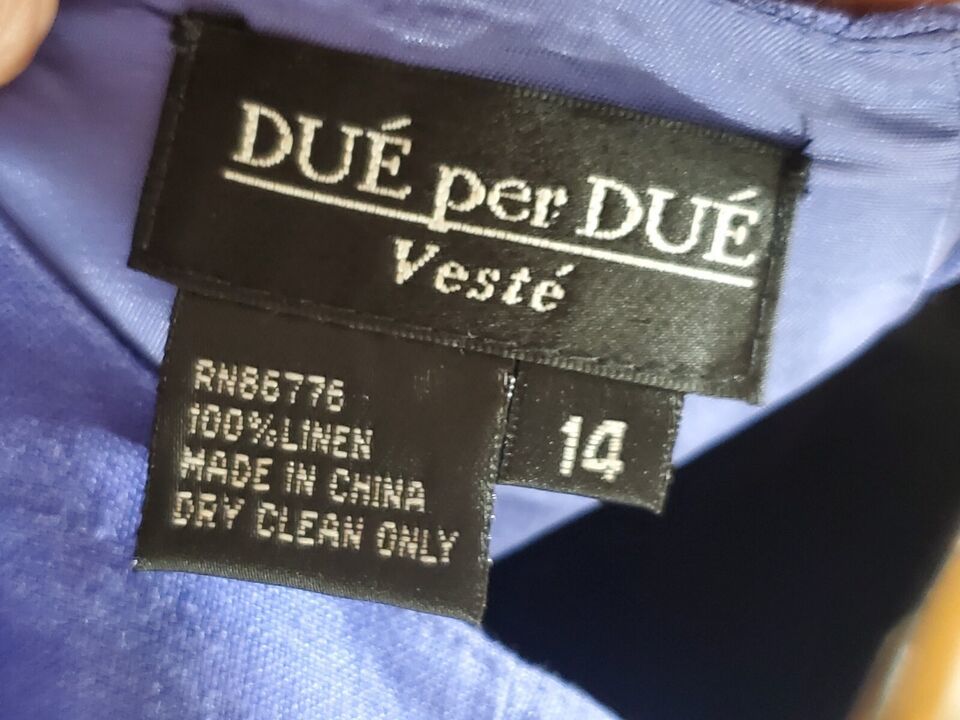 DUÉ per DUÉ
Vesté
RN86776
100% LINEN
MADE IN CHINA
DRY CLEAN ONLY
14